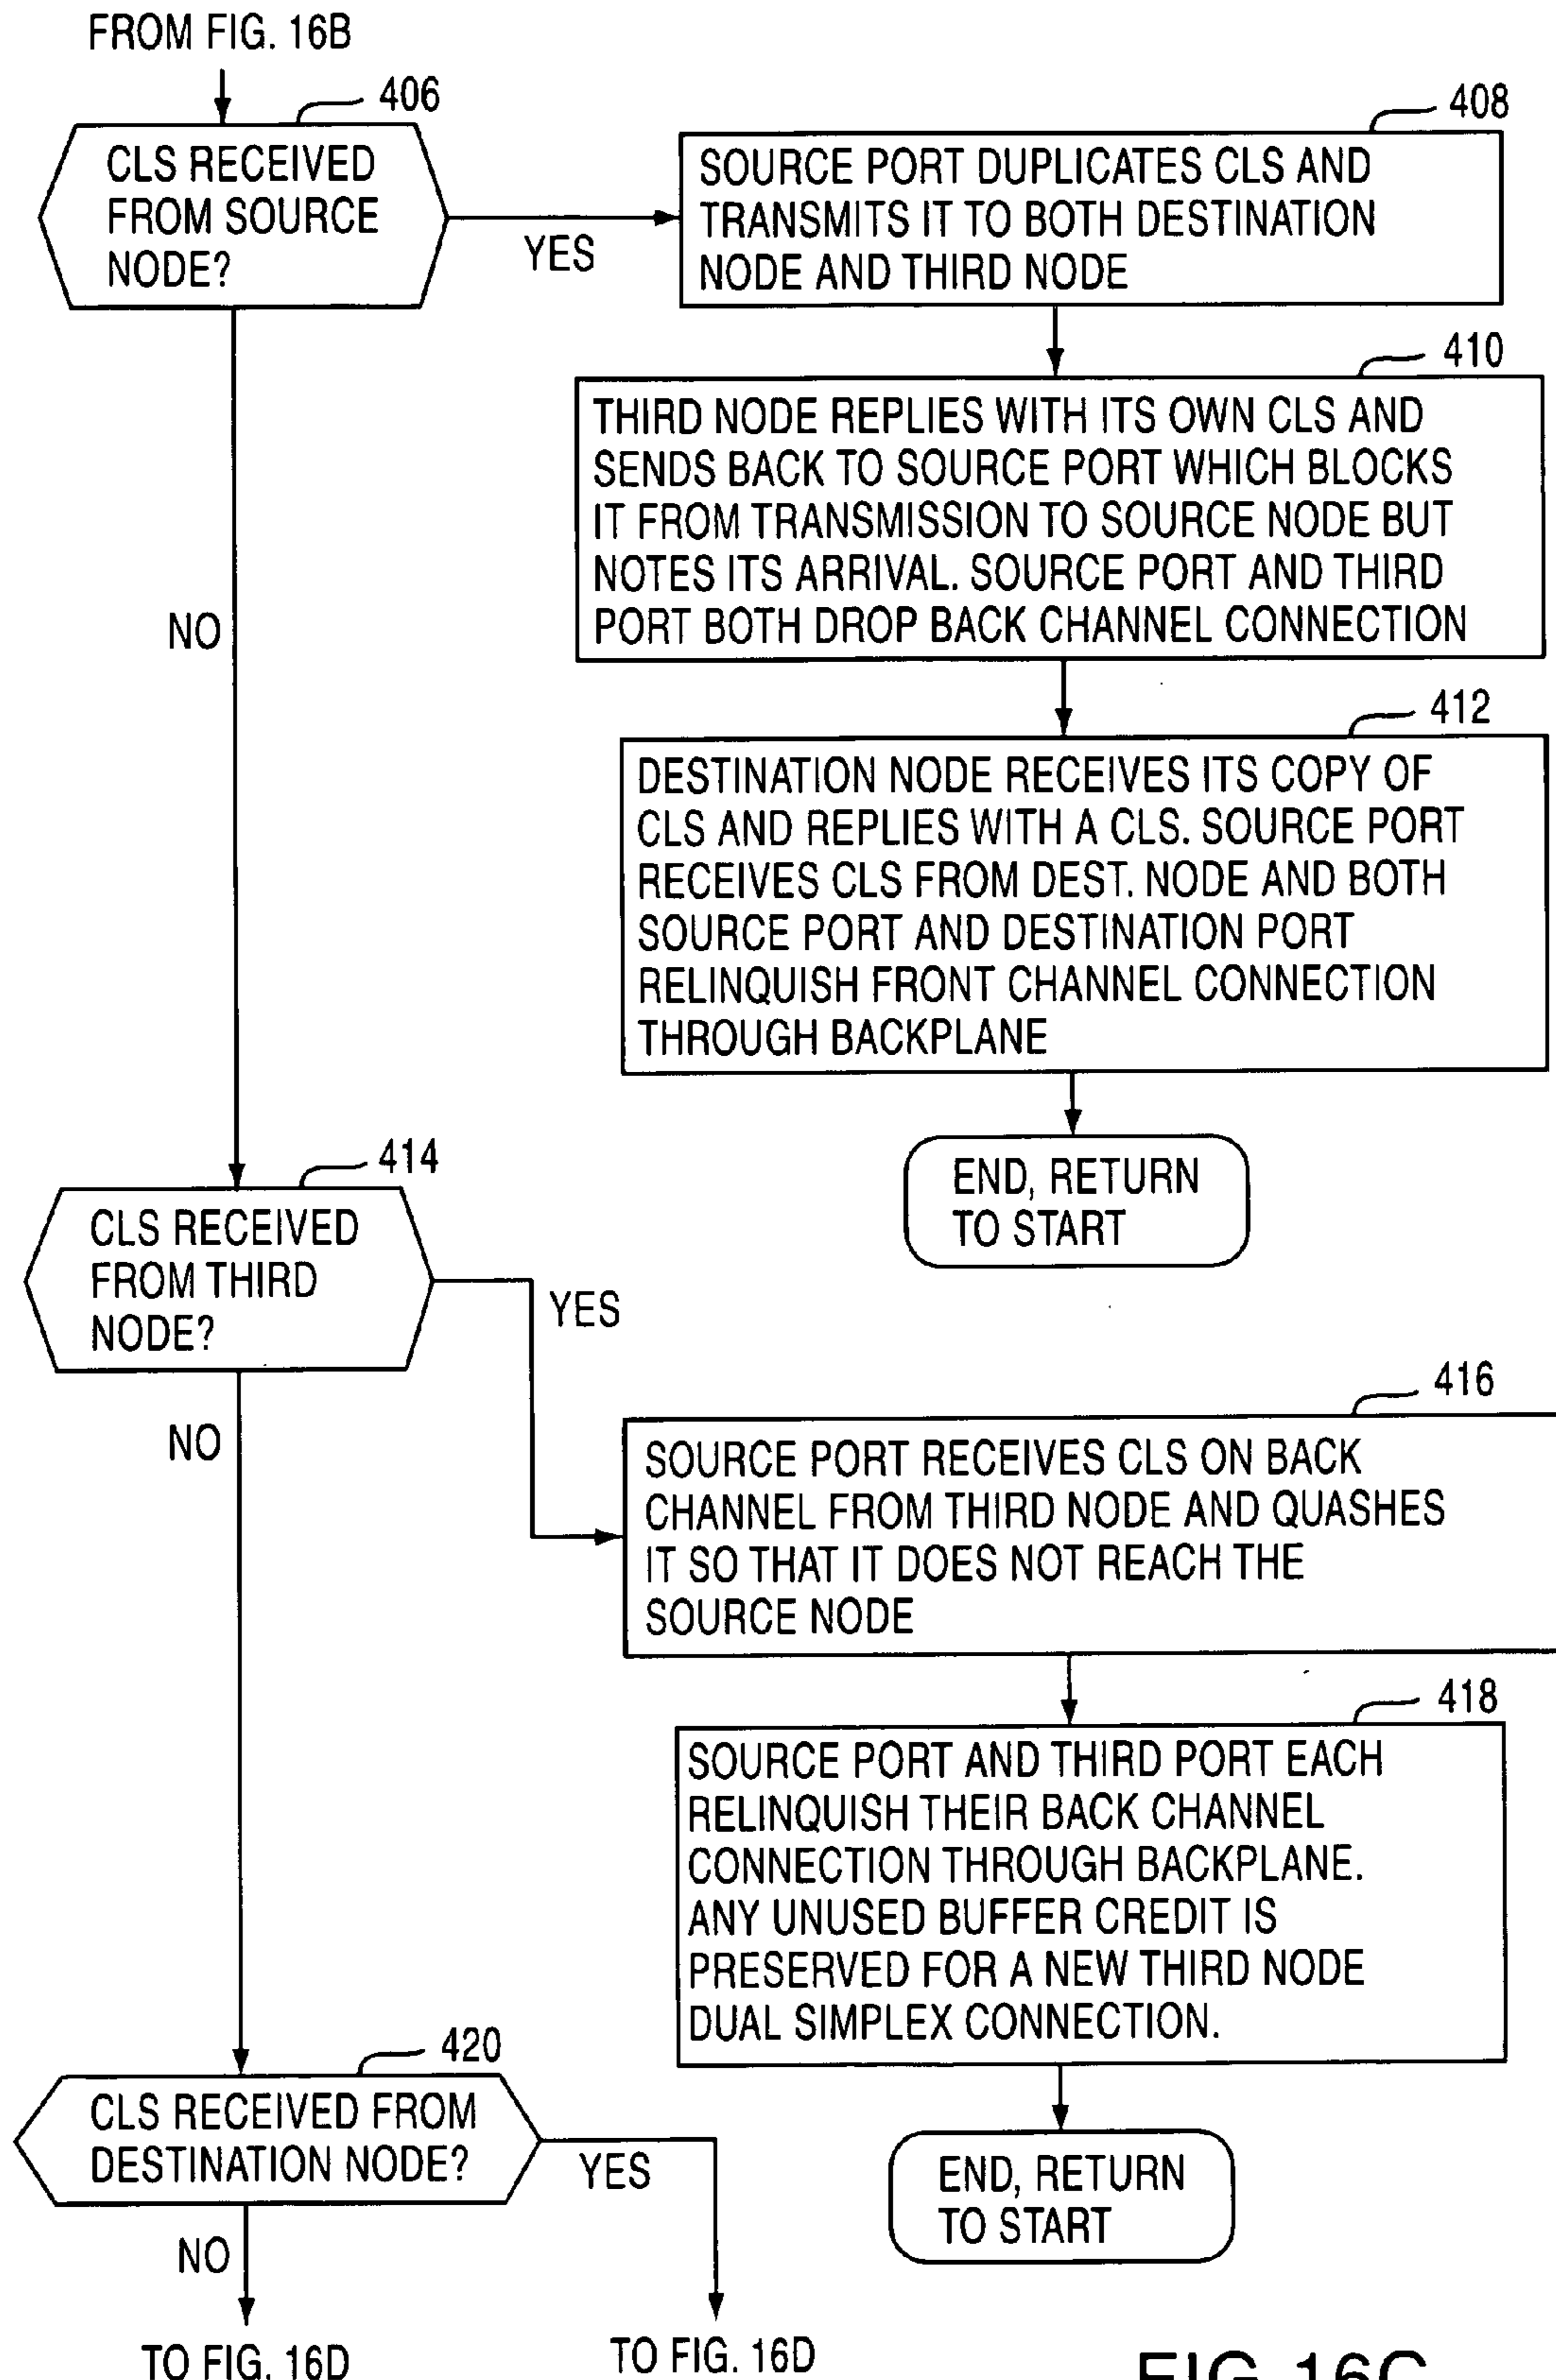 FROM FIG. 16B
406
CLS RECEIVED
FROM SOURCE
NODE?
YES
NO
408
SOURCE PORT DUPLICATES CLS AND
TRANSMITS IT TO BOTH DESTINATION
NODE AND THIRD NODE
410
THIRD NODE REPLIES WITH ITS OWN CLS AND
SENDS BACK TO SOURCE PORT WHICH BLOCKS
IT FROM TRANSMISSION TO SOURCE NODE BUT
NOTES ITS ARRIVAL. SOURCE PORT AND THIRD
PORT BOTH DROP BACK CHANNEL CONNECTION
412
DESTINATION NODE RECEIVES ITS COPY OF
CLS AND REPLIES WITH A CLS. SOURCE PORT
RECEIVES CLS FROM DEST. NODE AND BOTH
SOURCE PORT AND DESTINATION PORT
RELINQUISH FRONT CHANNEL CONNECTION
THROUGH BACKPLANE
END, RETURN
TO START
414
CLS RECEIVED
FROM THIRD
NODE?
YES
NO
416
SOURCE PORT RECEIVES CLS ON BACK
CHANNEL FROM THIRD NODE AND QUASHES
IT SO THAT IT DOES NOT REACH THE
SOURCE NODE
418
SOURCE PORT AND THIRD PORT EACH
RELINQUISH THEIR BACK CHANNEL
CONNECTION THROUGH BACKPLANE.
ANY UNUSED BUFFER CREDIT IS
PRESERVED FOR A NEW THIRD NODE
DUAL SIMPLEX CONNECTION.
END, RETURN
TO START
420
CLS RECEIVED FROM
DESTINATION NODE?
YES
NO
TO FIG. 16D
TO FIG. 16D
FIG. 16C